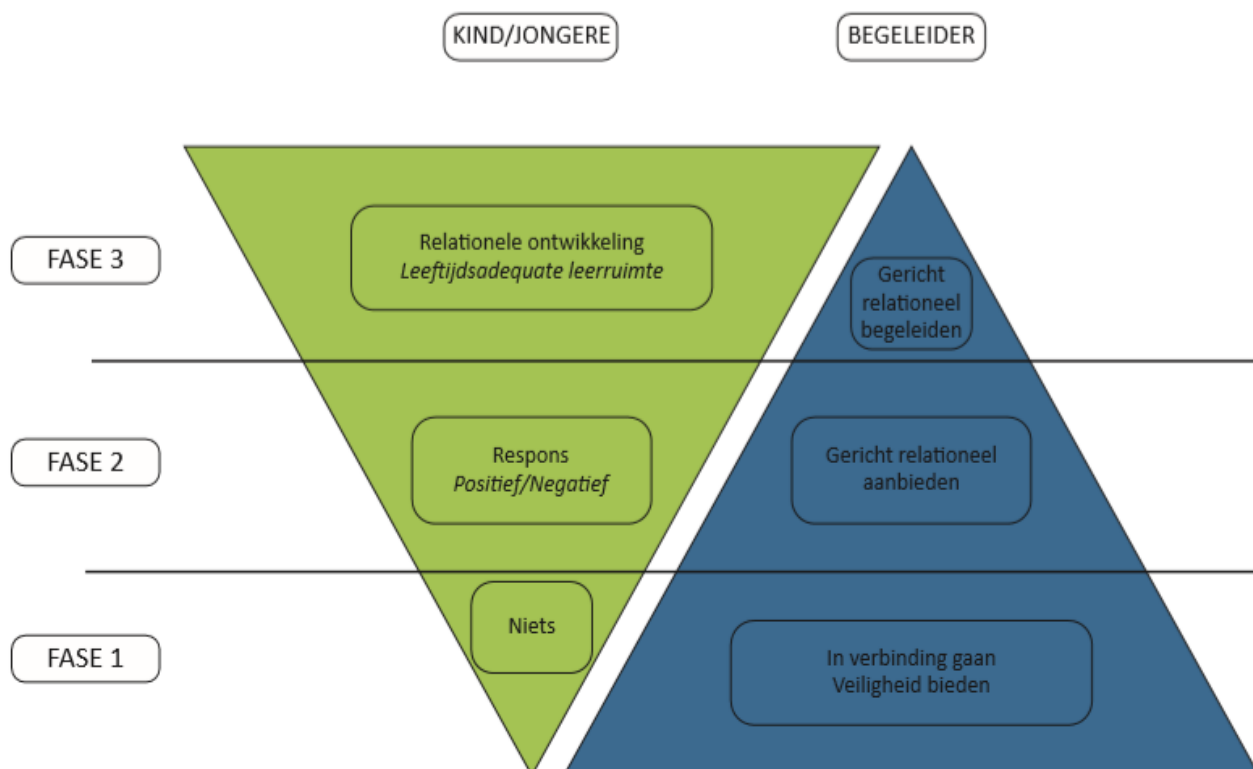 KIND/JONGERE
BEGELEIDER
FASE 3
Relationele ontwikkeling
Leeftijdsadequate leerruimte
Gericht
relationeel
begeleiden
FASE 2
Respons
Positief/Negatief
Gericht relationeel
aanbieden
FASE 1
Niets
In verbinding gaan
Veiligheid bieden